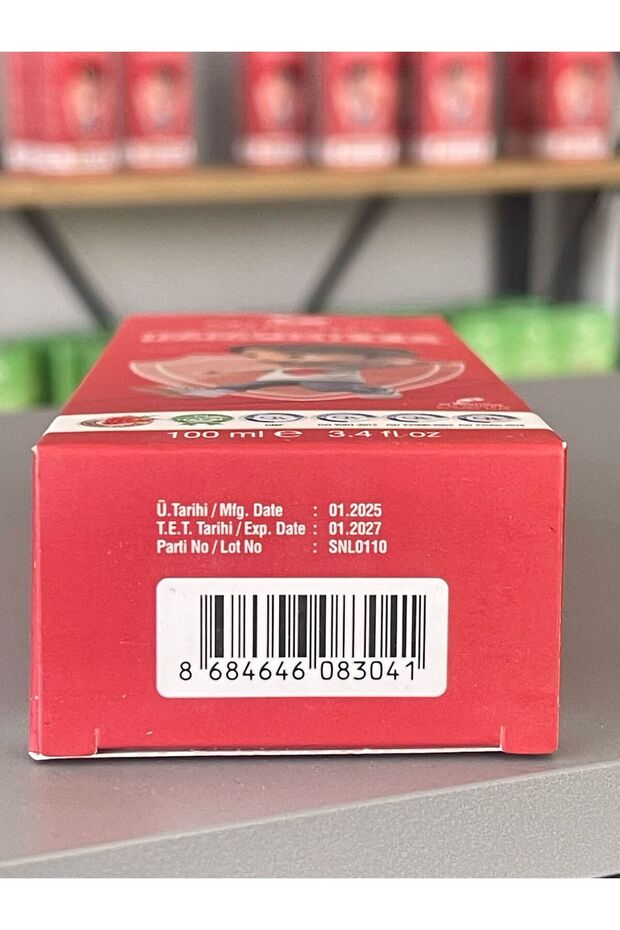 100 ml e 3.4 fl oz
Ü.Tarihi / Mfg. Date : 01.2025
T.E.T. Tarihi / Exp. Date : 01.2027
Parti No / Lot No : SNL0110
8 684646 083041